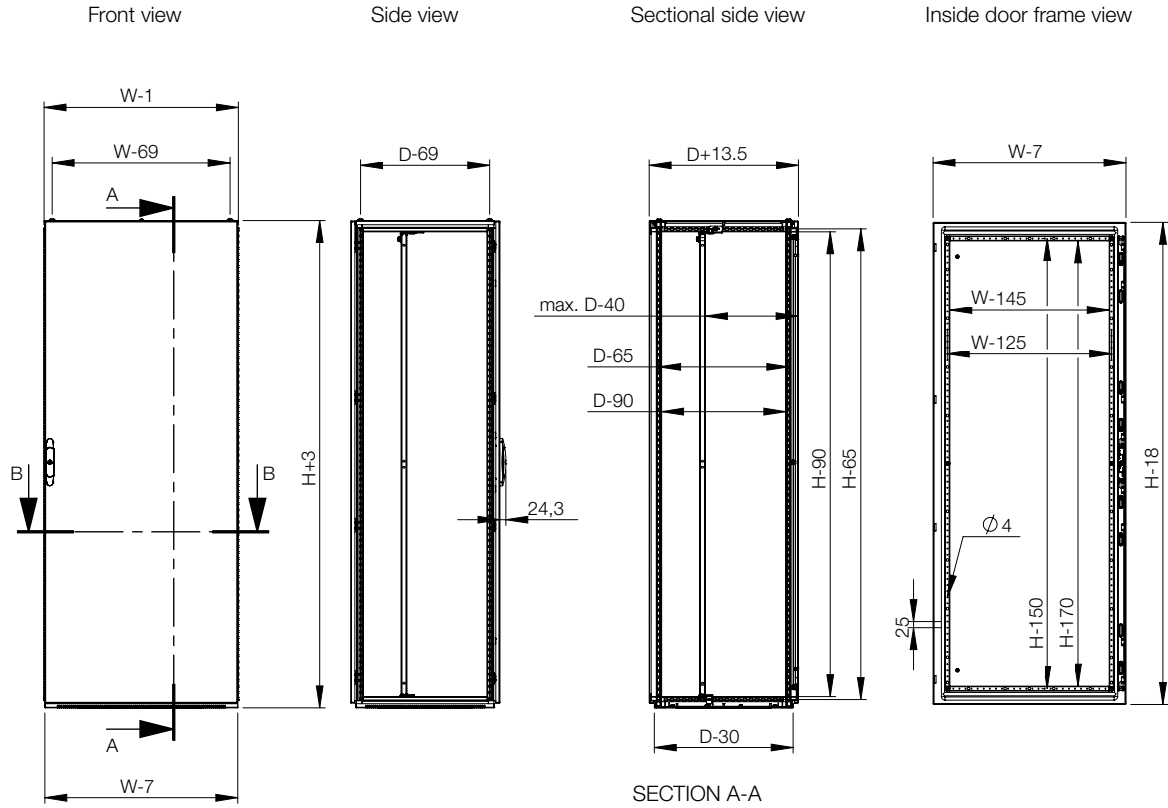 Front view
Side view
Sectional side view
Inside door frame view
W-1
W-69
A
B
B
H+3
A
W-7
D-69
24,3
D+13.5
max. D-40
D-65
D-90
H-90
H-65
D-30
SECTION A-A
W-7
W-145
W-125
Ø 4
25
H-150
H-170
H-18